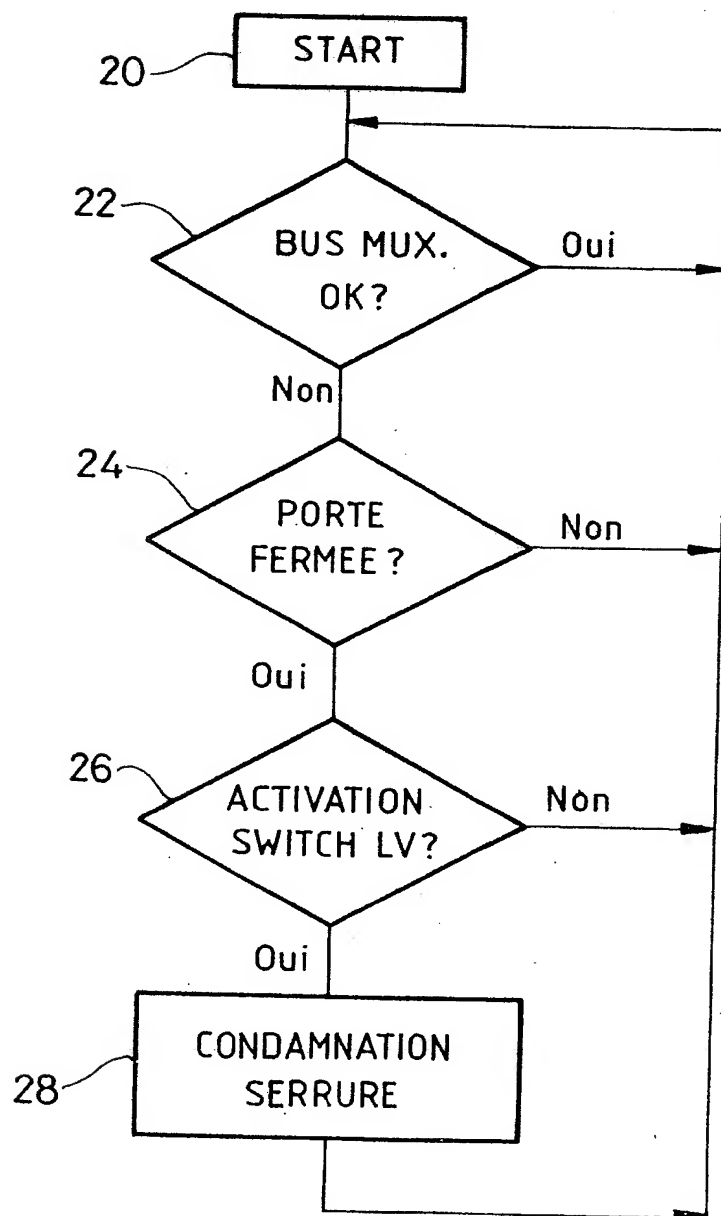 START
20
22
BUS MUX.
OK?
Oui
Non
24
PORTE
FERMEE?
Non
Oui
26
ACTIVATION
SWITCH LV?
Non
Oui
28
CONDAMNATION
SERRURE